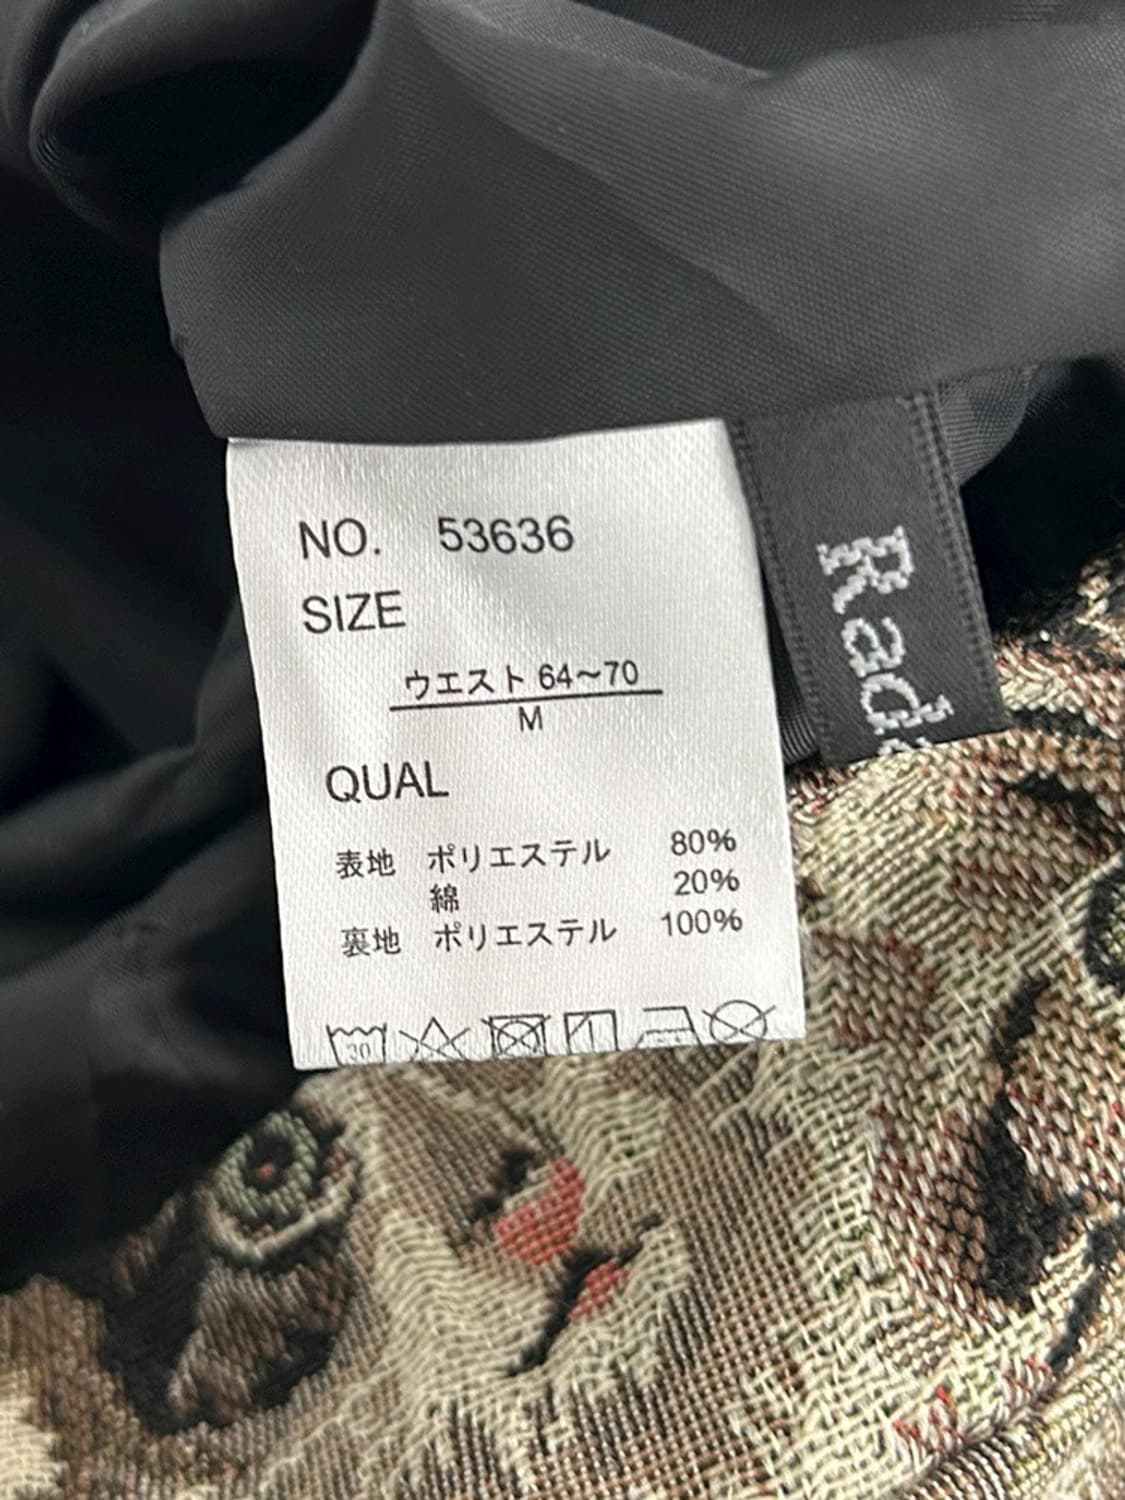 NO. 53636
SIZE
ウエスト 64~70
M
QUAL
表地 ポリエステル 80%
綿 20%
裏地 ポリエステル 100%
30
Rad